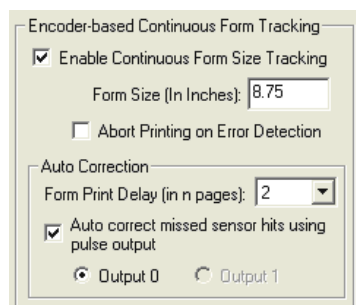 Encoder-based Continuous Form Tracking
Enable Continuous Form Size Tracking
Form Size (In Inches): 8.75
Abort Printing on Error Detection
Auto Correction
Form Print Delay (in n pages): 2
Auto correct missed sensor hits using
pulse output
Output 0 Output 1